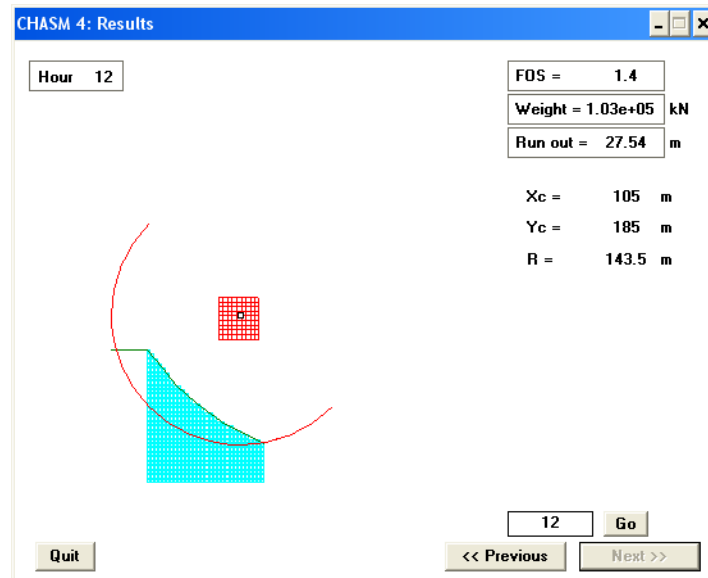 CHASM 4: Results
Hour 12
FOS = 1.4
Weight = 1.03e+05 kN
Run out = 27.54 m
Xc = 105 m
Yc = 185 m
R = 143.5 m
12 Go
Quit << Previous Next >>